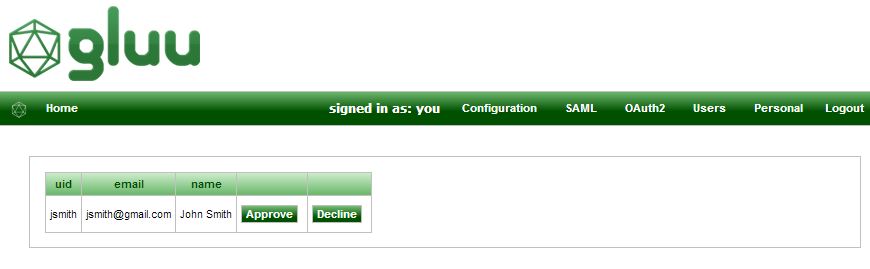 gluu
Home signed in as: you Configuration SAML OAuth2 Users Personal Logout
uid email name
jsmith jsmith@gmail.com John Smith Approve Decline